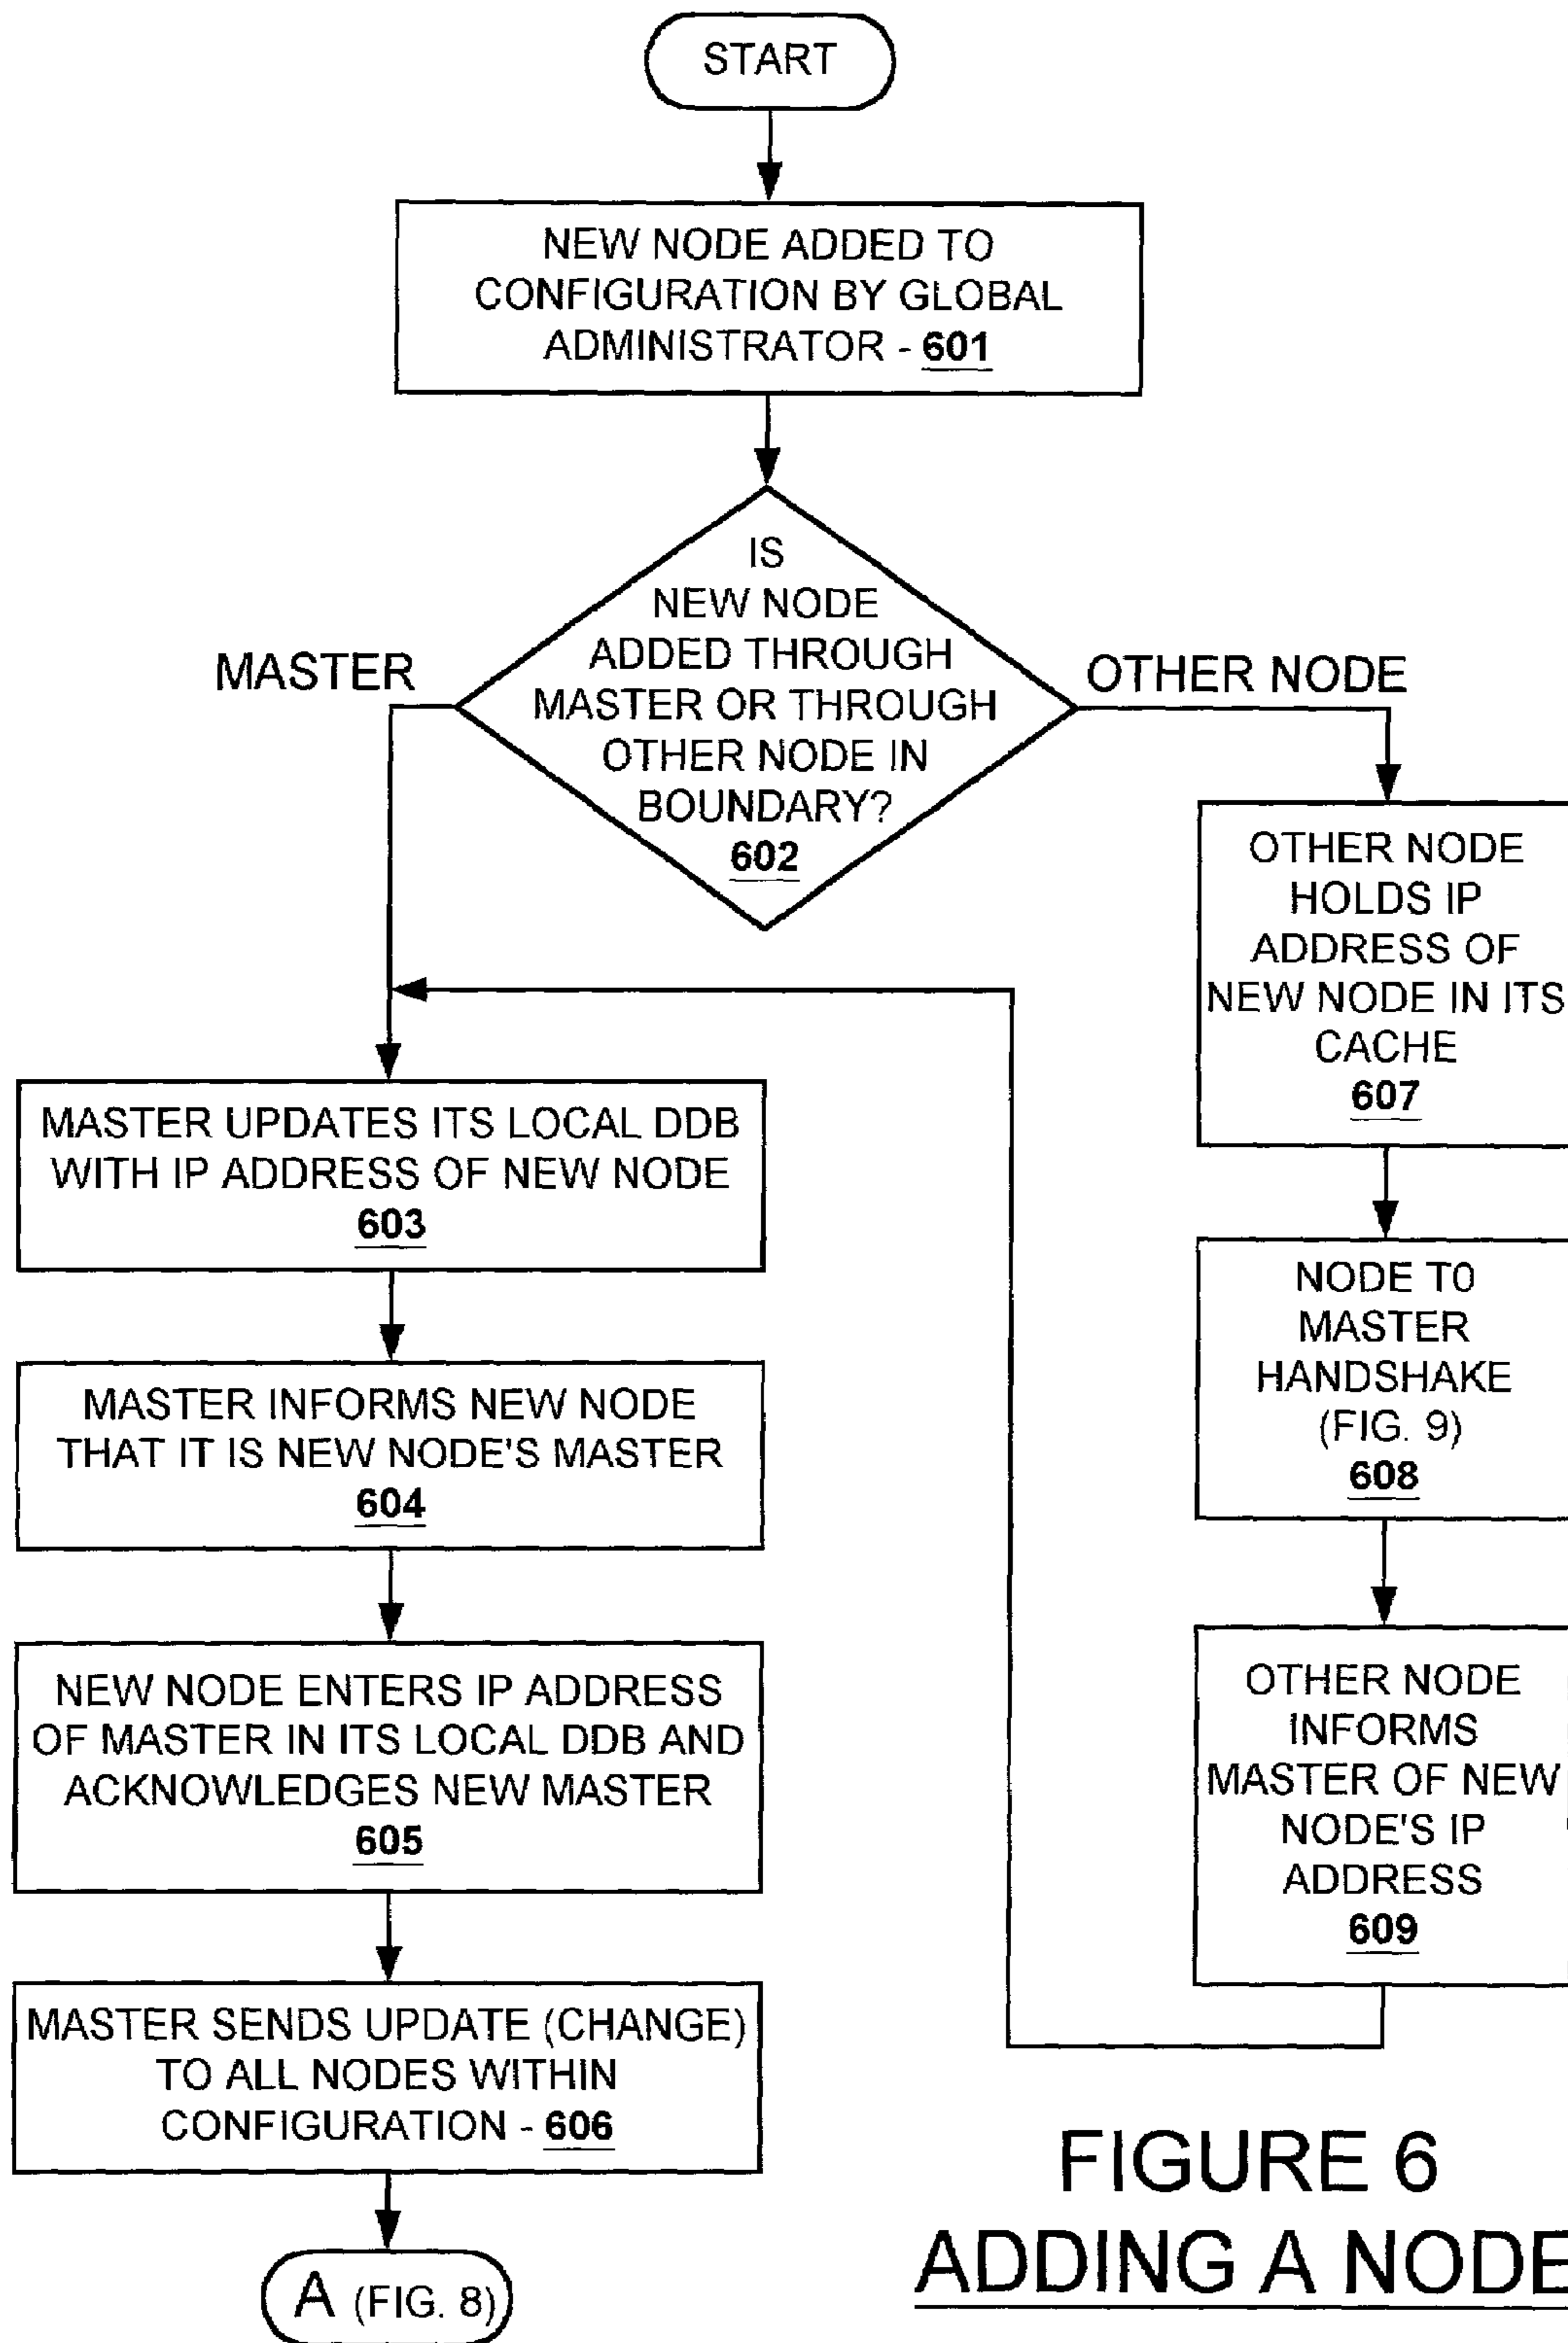 START
NEW NODE ADDED TO
CONFIGURATION BY GLOBAL
ADMINISTRATOR - 601
IS
NEW NODE
ADDED THROUGH
MASTER OR THROUGH
OTHER NODE IN
BOUNDARY?
602
MASTER
OTHER NODE
MASTER UPDATES ITS LOCAL DDB
WITH IP ADDRESS OF NEW NODE
603
MASTER INFORMS NEW NODE
THAT IT IS NEW NODE'S MASTER
604
NEW NODE ENTERS IP ADDRESS
OF MASTER IN ITS LOCAL DDB AND
ACKNOWLEDGES NEW MASTER
605
MASTER SENDS UPDATE (CHANGE)
TO ALL NODES WITHIN
CONFIGURATION - 606
A (FIG. 8)
OTHER NODE
HOLDS IP
ADDRESS OF
NEW NODE IN ITS
CACHE
607
NODE TO
MASTER
HANDSHAKE
(FIG. 9)
608
OTHER NODE
INFORMS
MASTER OF NEW
NODE'S IP
ADDRESS
609
FIGURE 6
ADDING A NODE